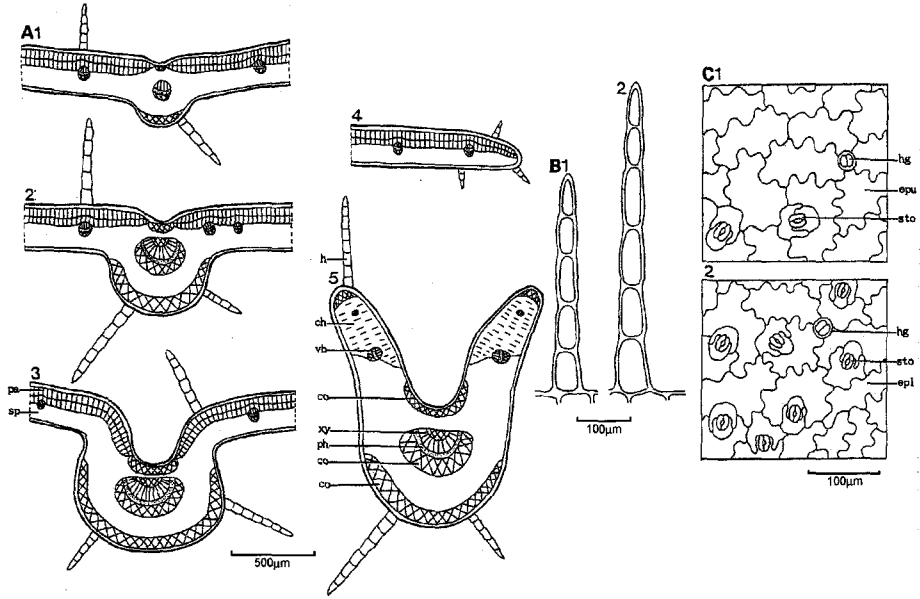 A1
2
3
pa
sp
500μm
4
5
h
ch
vb
co
xy
ph
co
co
B1
2
100μm
C1
hg
epu
sto
2
hg
sto
epl
100μm